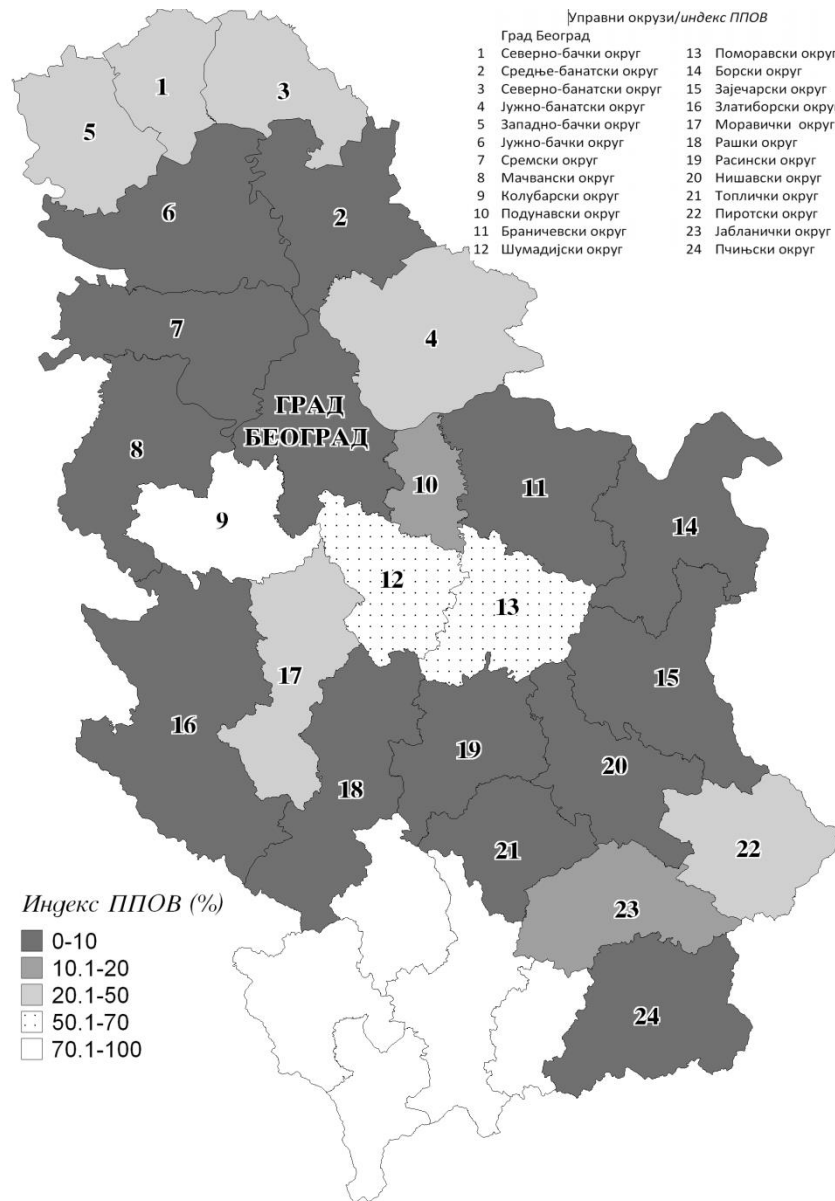 Управни окрузи/индекс ППОВ
Град Београд
1 Северно-бачки округ
2 Средње-банатски округ
3 Северно-банатски округ
4 Јужно-банатски округ
5 Западно-бачки округ
6 Јужно-бачки округ
7 Сремски округ
8 Мачвански округ
9 Колубарски округ
10 Подунавски округ
11 Браничевски округ
12 Шумадијски округ
13 Поморавски округ
14 Борски округ
15 Зајечарски округ
16 Златиборски округ
17 Моравички округ
18 Рашки округ
19 Расински округ
20 Нишавски округ
21 Топлички округ
22 Пиротски округ
23 Јабланички округ
24 Пчињски округ
1
3
5
6
2
7
4
ГРАД
БЕОГРАД
8
10
11
9
14
12
13
17
15
16
19
20
18
21
22
23
24
Индекс ППОВ (%)
0-10
10.1-20
20.1-50
50.1-70
70.1-100